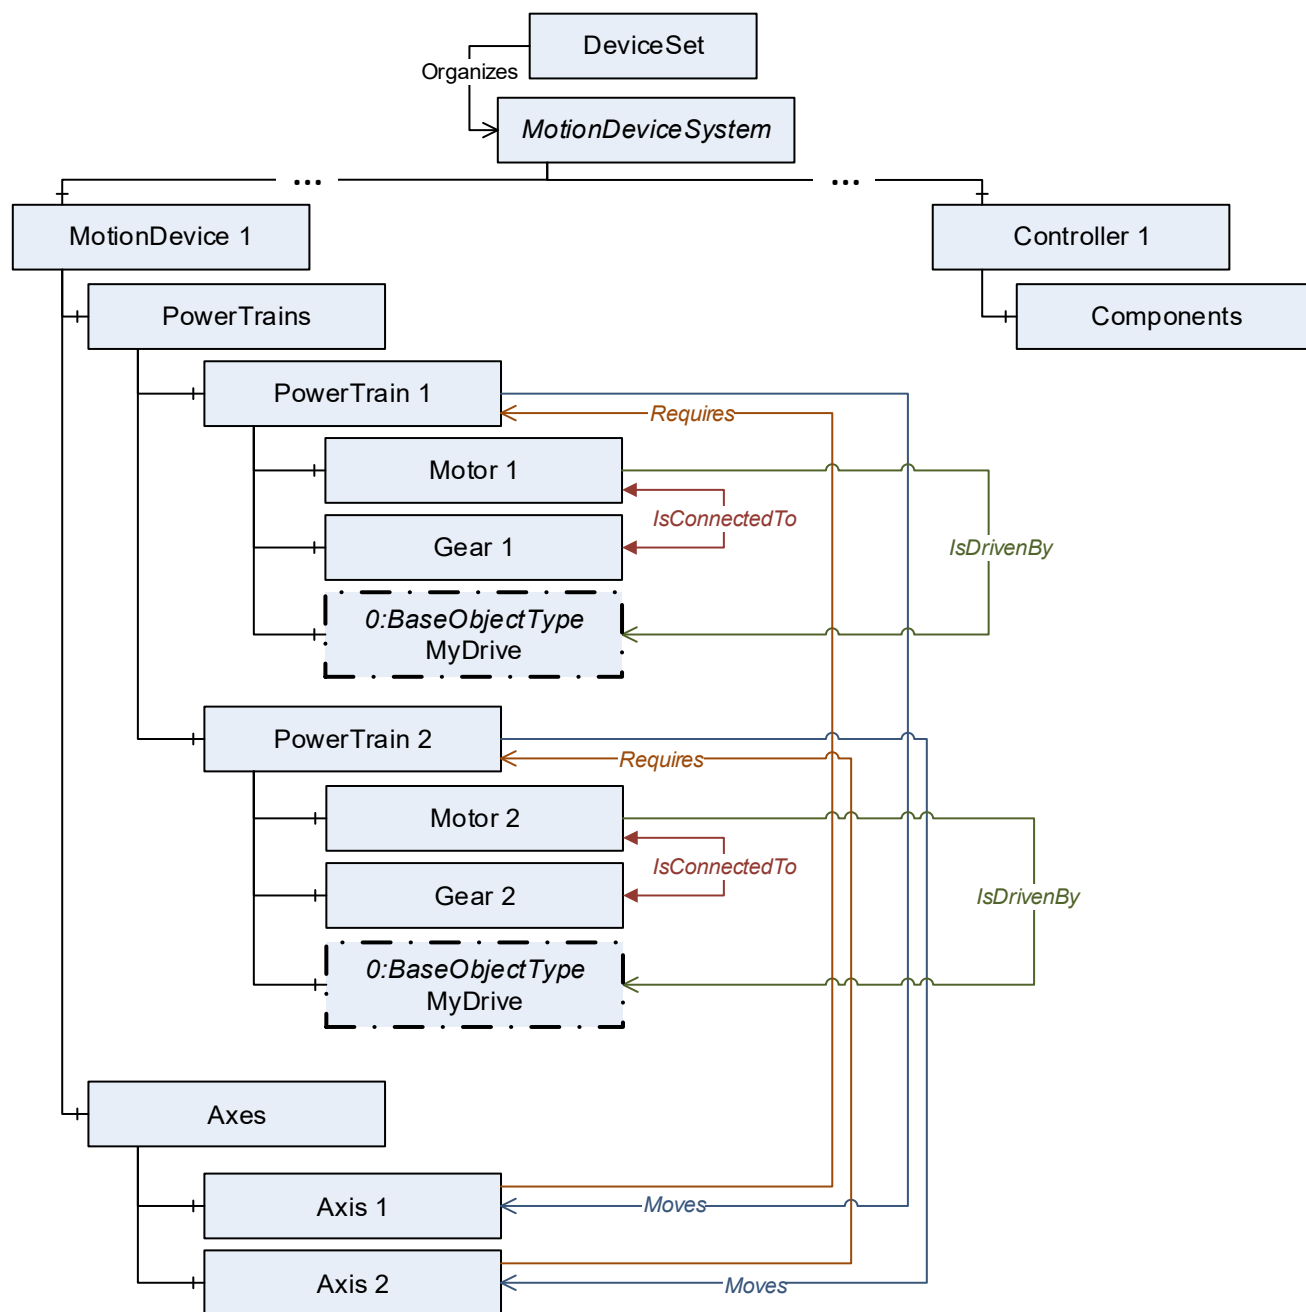 DeviceSet
Organizes
MotionDeviceSystem
... ...
MotionDevice 1
Controller 1
PowerTrains
Components
PowerTrain 1
Requires
Motor 1
IsConnectedTo
Gear 1
IsDrivenBy
0:BaseObjectType
MyDrive
PowerTrain 2
Requires
Motor 2
IsConnectedTo
Gear 2
IsDrivenBy
0:BaseObjectType
MyDrive
Axes
Axis 1
Moves
Axis 2
Moves